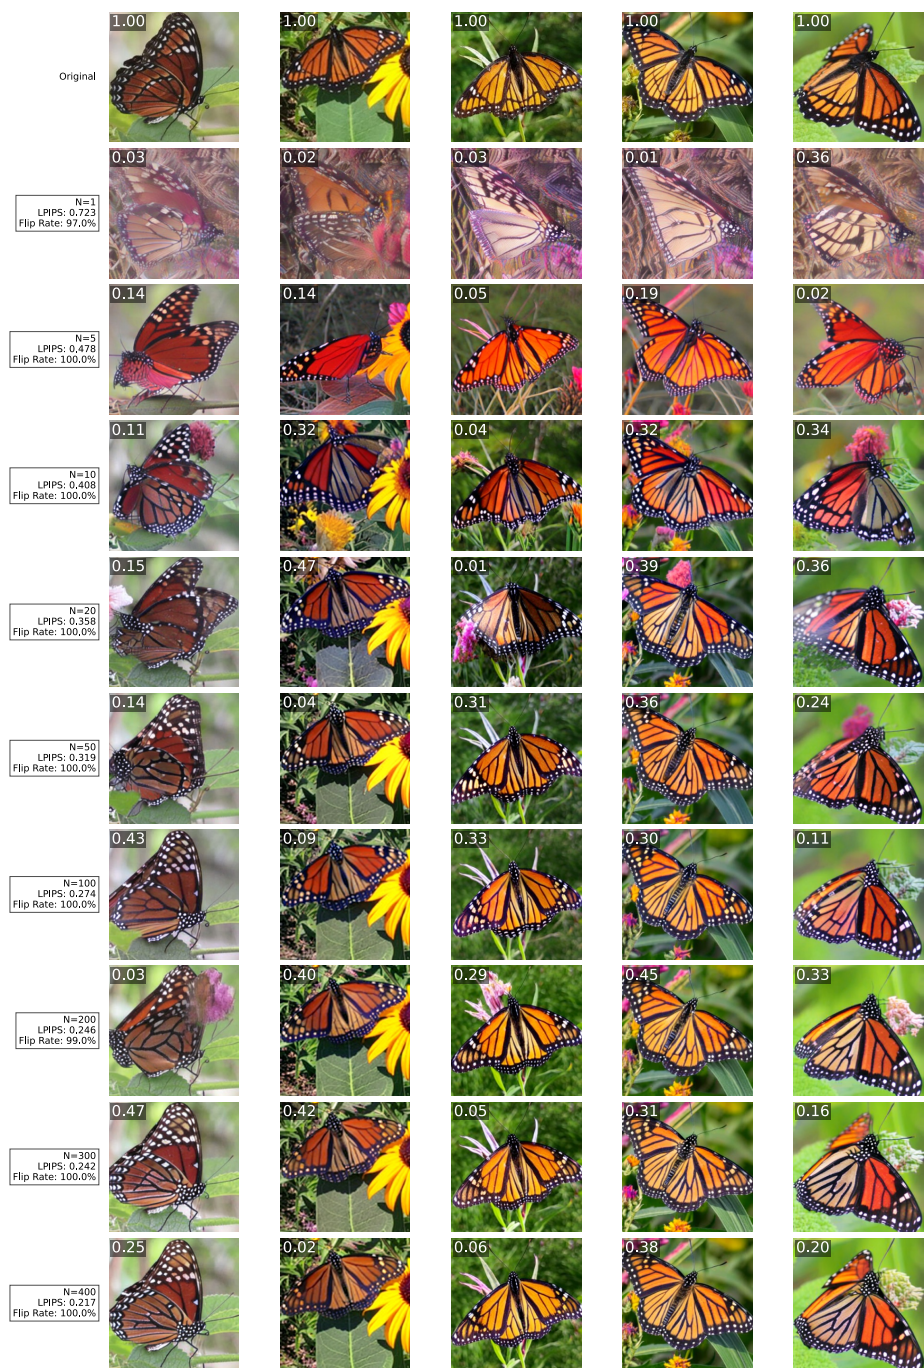 1.00 1.00 1.00 1.00 1.00
Original
0.03 0.02 0.03 0.01 0.36
N=1
LPIPS: 0.723
Flip Rate: 97.0%
0.14 0.14 0.05 0.19 0.02
N=5
LPIPS: 0.478
Flip Rate: 100.0%
0.11 0.32 0.04 0.32 0.34
N=10
LPIPS: 0.408
Flip Rate: 100.0%
0.15 0.47 0.01 0.39 0.36
N=20
LPIPS: 0.358
Flip Rate: 100.0%
0.14 0.04 0.31 0.36 0.24
N=50
LPIPS: 0.319
Flip Rate: 100.0%
0.43 0.09 0.33 0.30 0.11
N=100
LPIPS: 0.274
Flip Rate: 100.0%
0.03 0.40 0.29 0.45 0.33
N=200
LPIPS: 0.246
Flip Rate: 99.0%
0.47 0.42 0.05 0.31 0.16
N=300
LPIPS: 0.242
Flip Rate: 100.0%
0.25 0.02 0.06 0.38 0.20
N=400
LPIPS: 0.217
Flip Rate: 100.0%